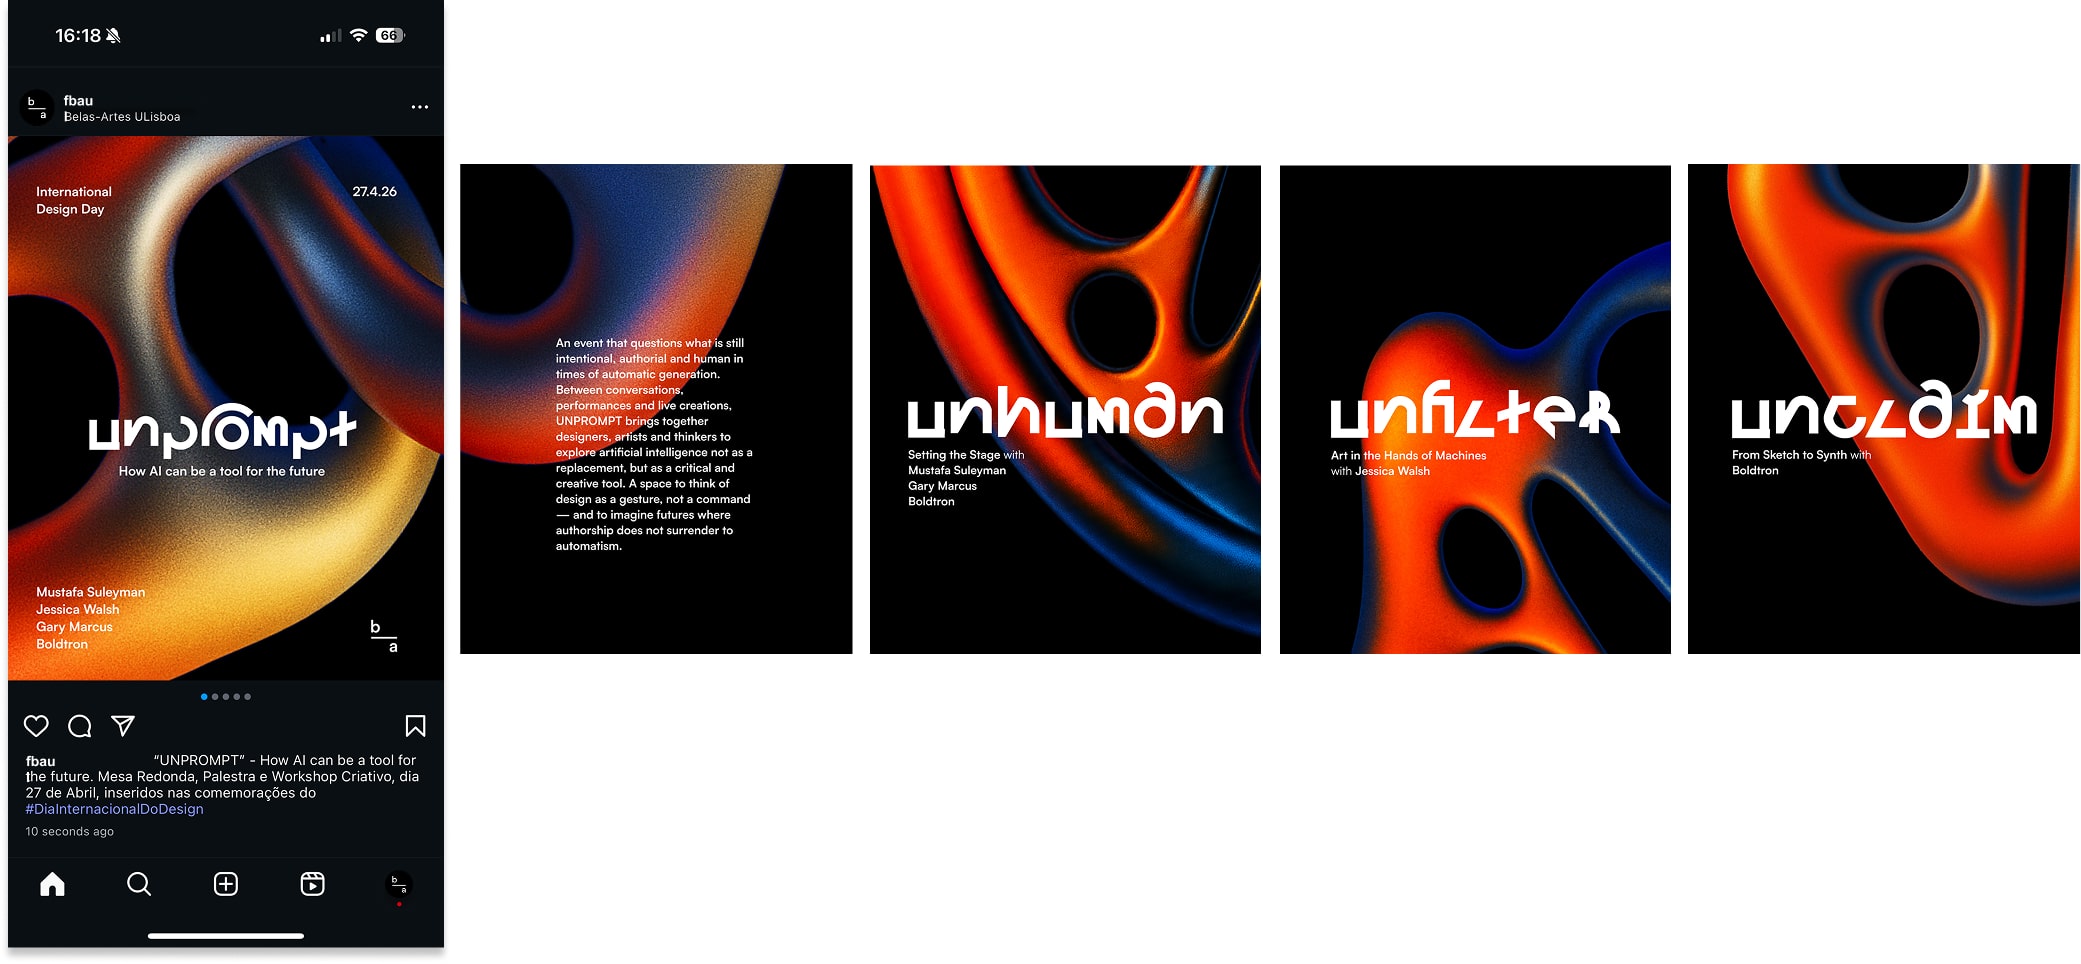 16:18
66
fbau
Belas-Artes ULisboa
International
Design Day
27.4.26
unprompt
How AI can be a tool for the future
Mustafa Suleyman
Jessica Walsh
Gary Marcus
Boldtron
b
a
fbau “UNPROMPT” - How AI can be a tool for
the future. Mesa Redonda, Palestra e Workshop Criativo, dia
27 de Abril, inseridos nas comemorações do
#DiaInternacionalDoDesign
10 seconds ago
An event that questions what is still
intentional, authorial and human in
times of automatic generation.
Between conversations,
performances and live creations,
UNPROMPT brings together
designers, artists and thinkers to
explore artificial intelligence not as a
replacement, but as a critical and
creative tool. A space to think of
design as a gesture, not a command
— and to imagine futures where
authorship does not surrender to
automatism.
unhuman
Setting the Stage with
Mustafa Suleyman
Gary Marcus
Boldtron
unfilter
Art in the Hands of Machines
with Jessica Walsh
unclaim
From Sketch to Synth with
Boldtron